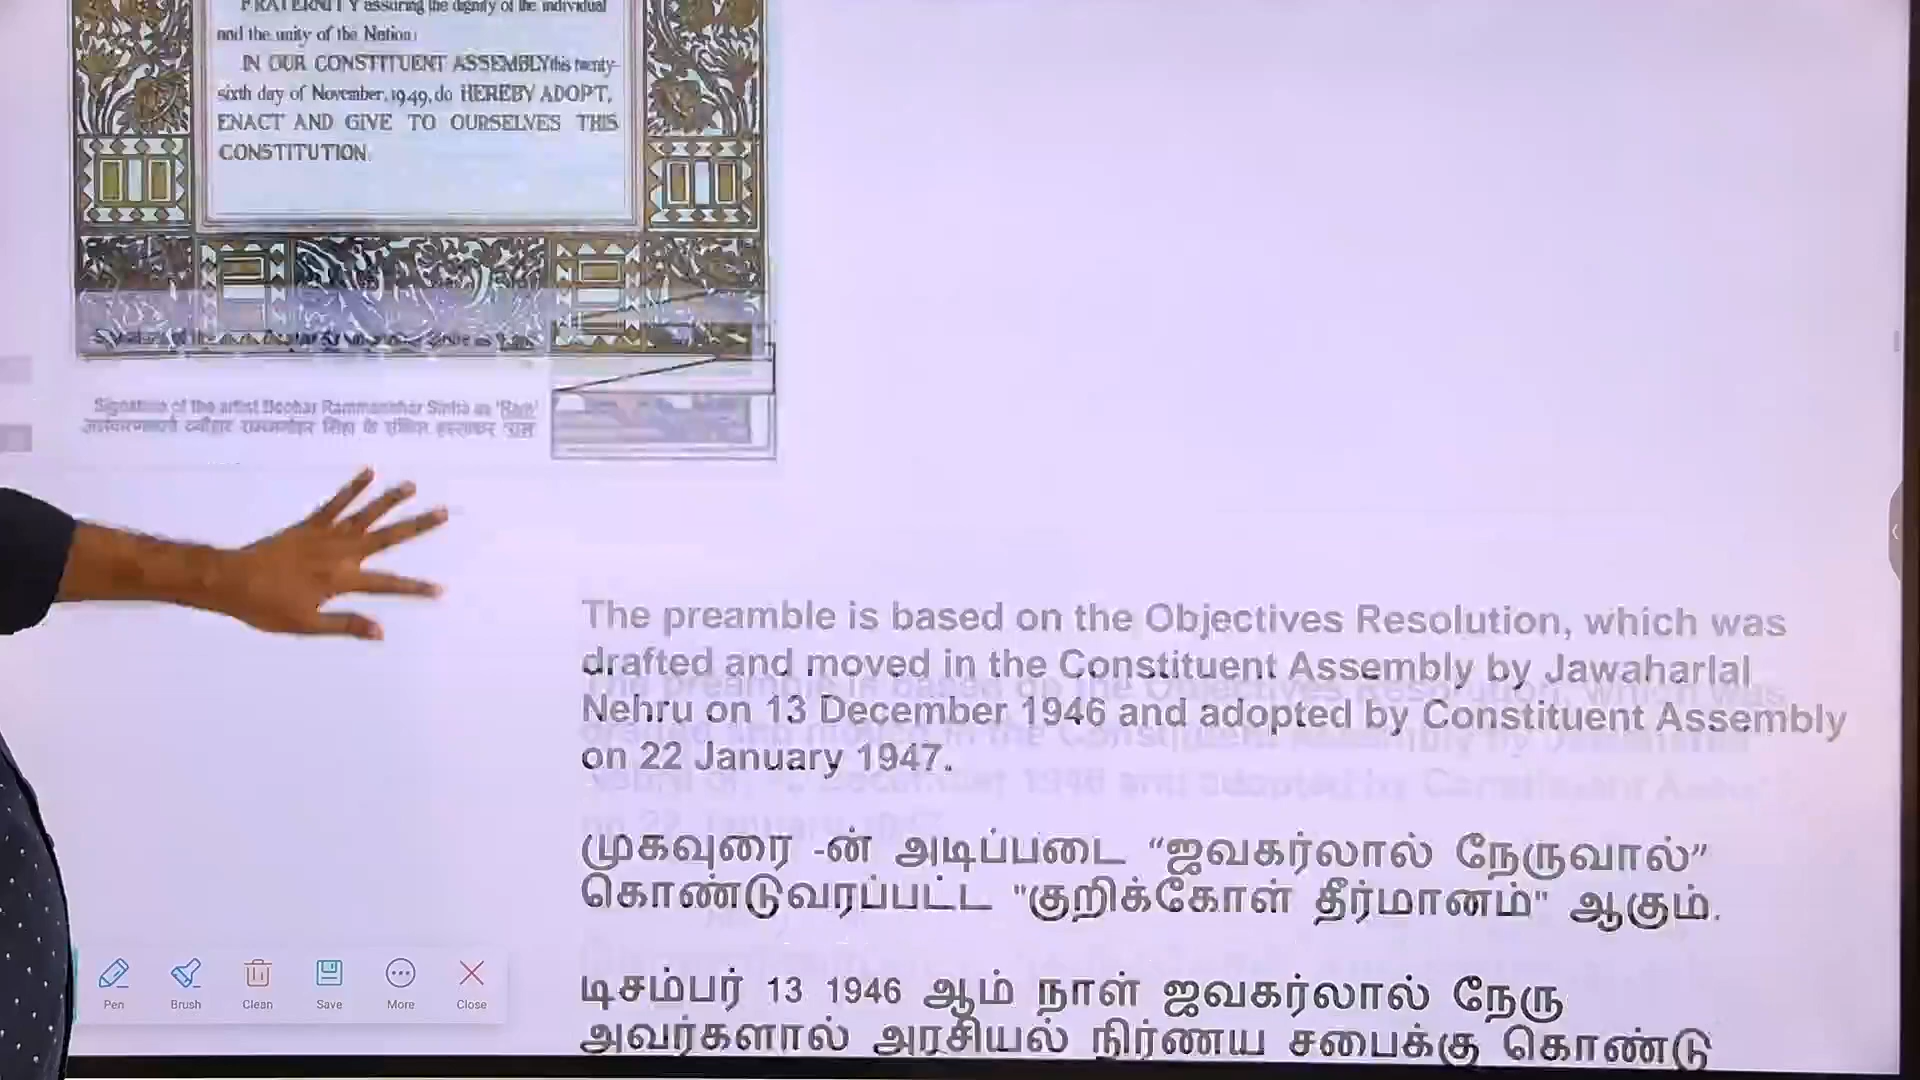 FRATERNITY assuring the dignity of the individual
and the unity of the Nation;
IN OUR CONSTITUENT ASSEMBLY this twenty-
sixth day of November, 1949, do HEREBY ADOPT,
ENACT AND GIVE TO OURSELVES THIS
CONSTITUTION.
Signature of the artist Beohar Rammanohar Sinha as 'Ram'
The preamble is based on the Objectives Resolution, which was
drafted and moved in the Constituent Assembly by Jawaharlal
Nehru on 13 December 1946 and adopted by Constituent Assembly
on 22 January 1947.
முகவுரை -ன் அடிப்படை “ஜவகர்லால் நேருவால்”
கொண்டுவரப்பட்ட "குறிக்கோள் தீர்மானம்" ஆகும்.
டிசம்பர் 13 1946 ஆம் நாள் ஜவகர்லால் நேரு
அவர்களால் அரசியல் நிர்ணய சபைக்கு கொண்டு
Pen Brush Clean Save More Close